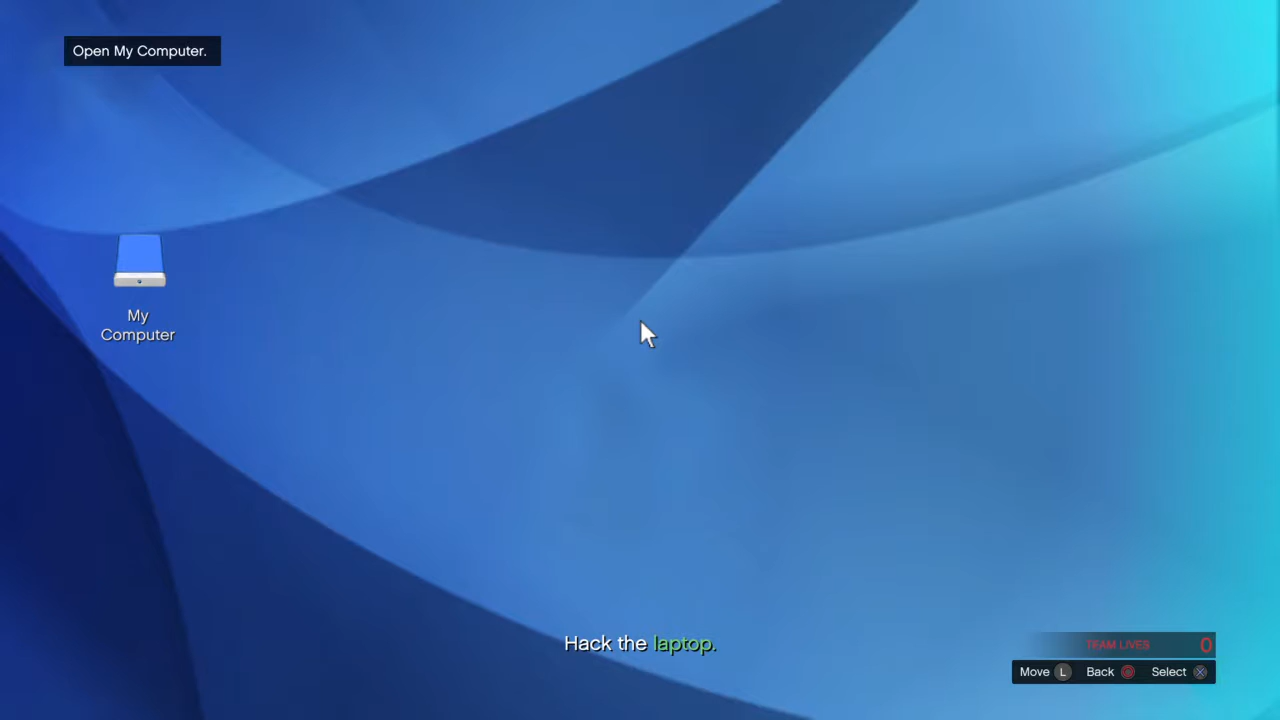 Open My Computer.
My
Computer
Hack the laptop.
TEAM LIVES 0
Move L Back Select